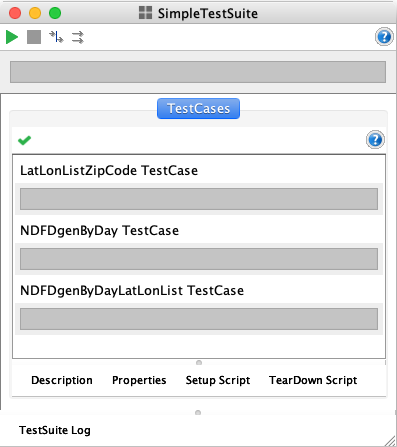 SimpleTestSuite
TestCases
LatLonListZipCode TestCase
NDFDgenByDay TestCase
NDFDgenByDayLatLonList TestCase
Description Properties Setup Script TearDown Script
TestSuite Log